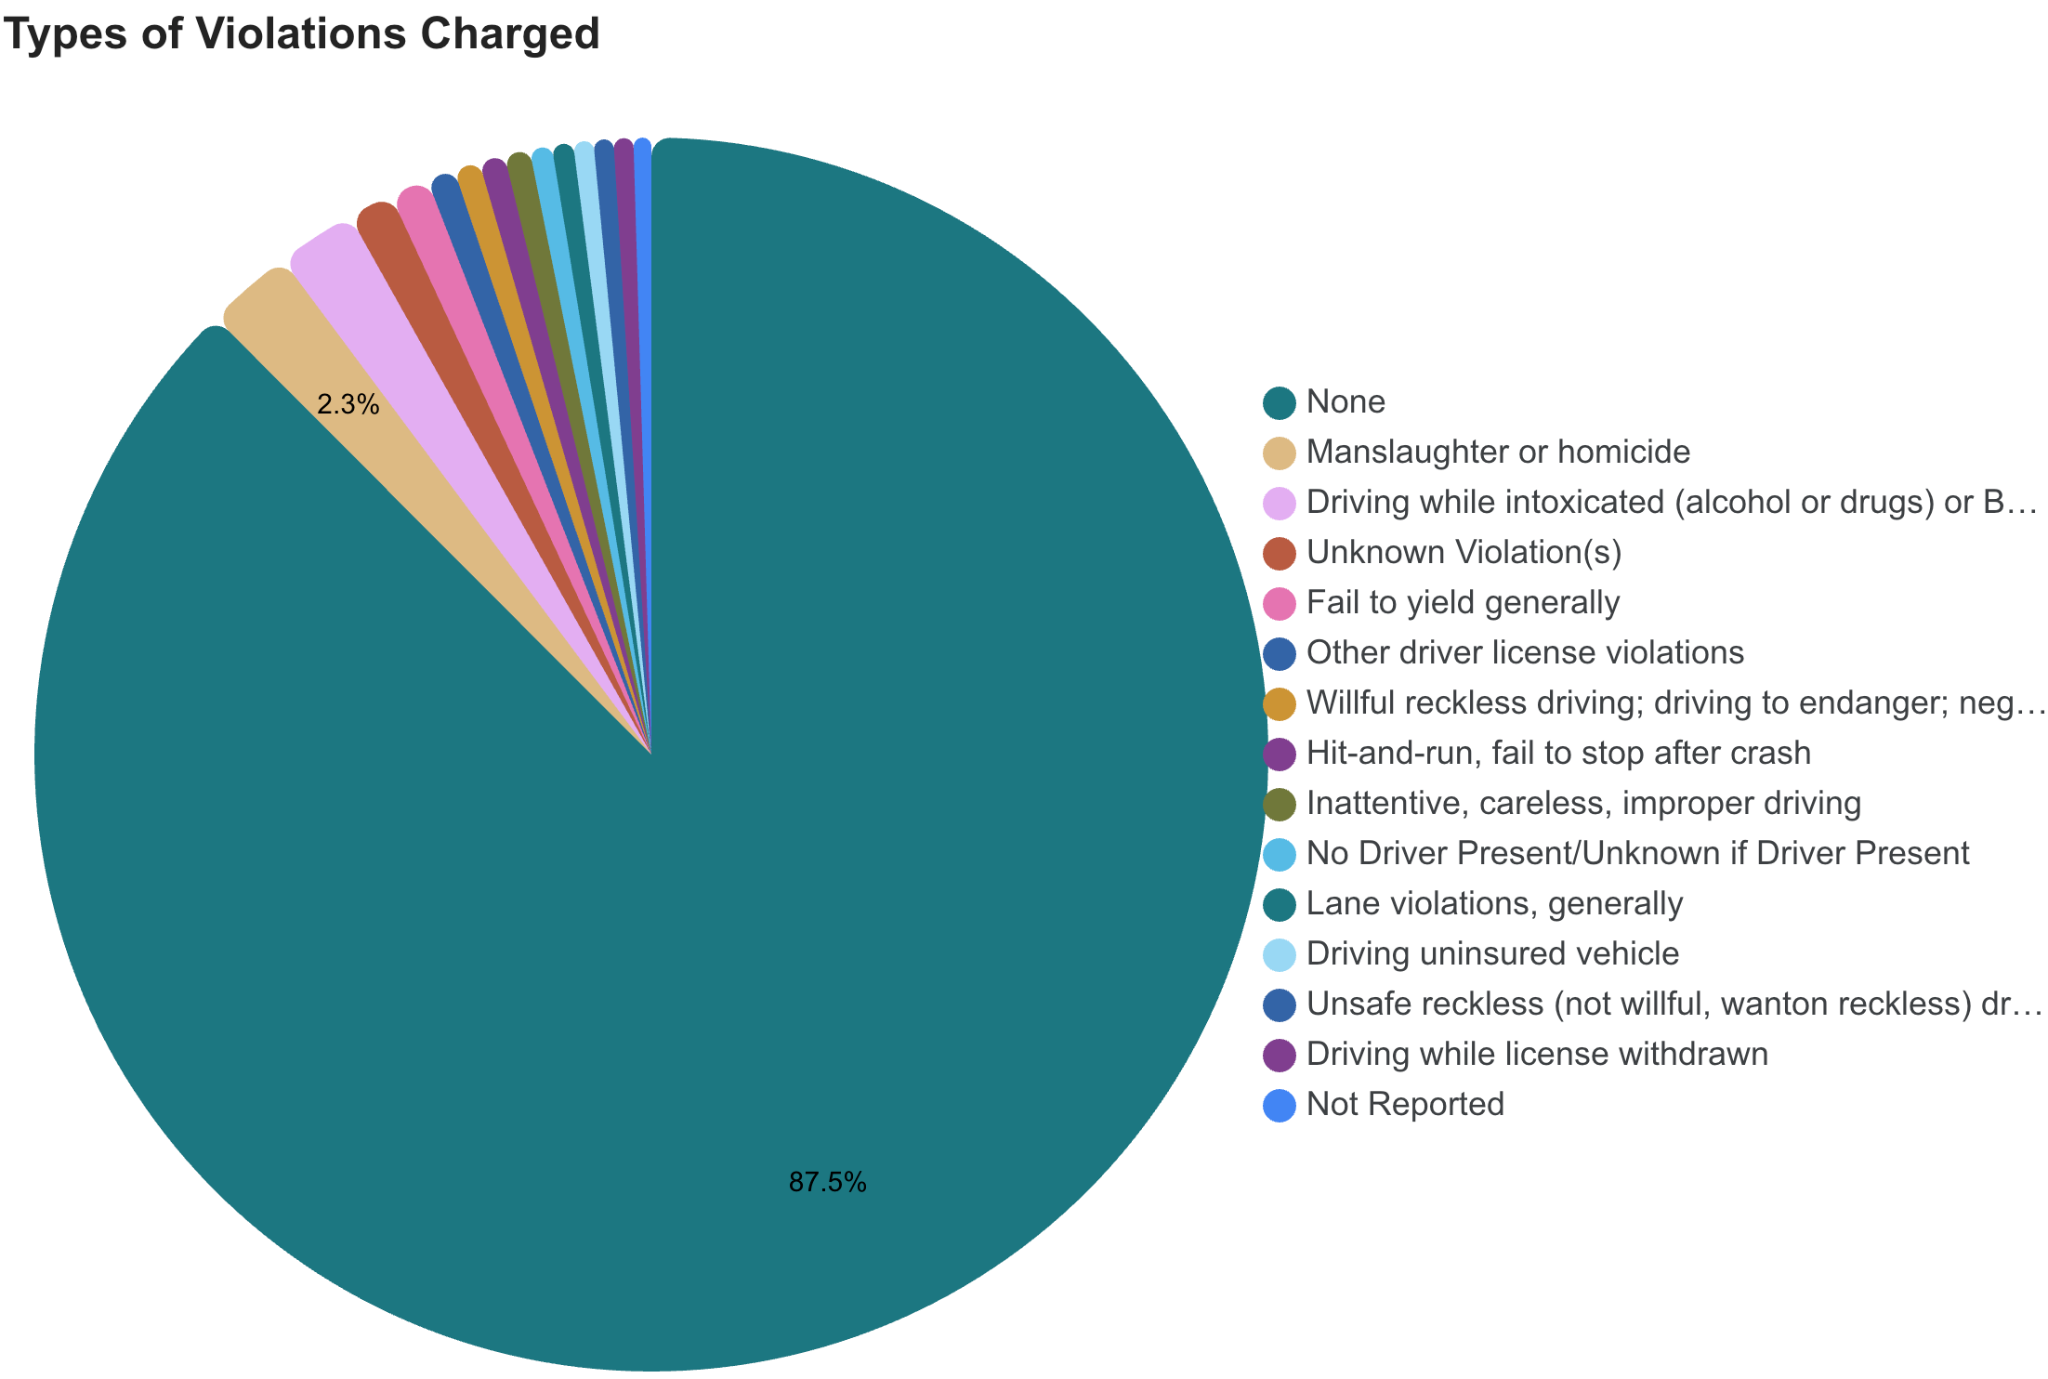 Types of Violations Charged
2.3%
87.5%
None
Manslaughter or homicide
Driving while intoxicated (alcohol or drugs) or B…
Unknown Violation(s)
Fail to yield generally
Other driver license violations
Willful reckless driving; driving to endanger; neg…
Hit-and-run, fail to stop after crash
Inattentive, careless, improper driving
No Driver Present/Unknown if Driver Present
Lane violations, generally
Driving uninsured vehicle
Unsafe reckless (not willful, wanton reckless) dr…
Driving while license withdrawn
Not Reported